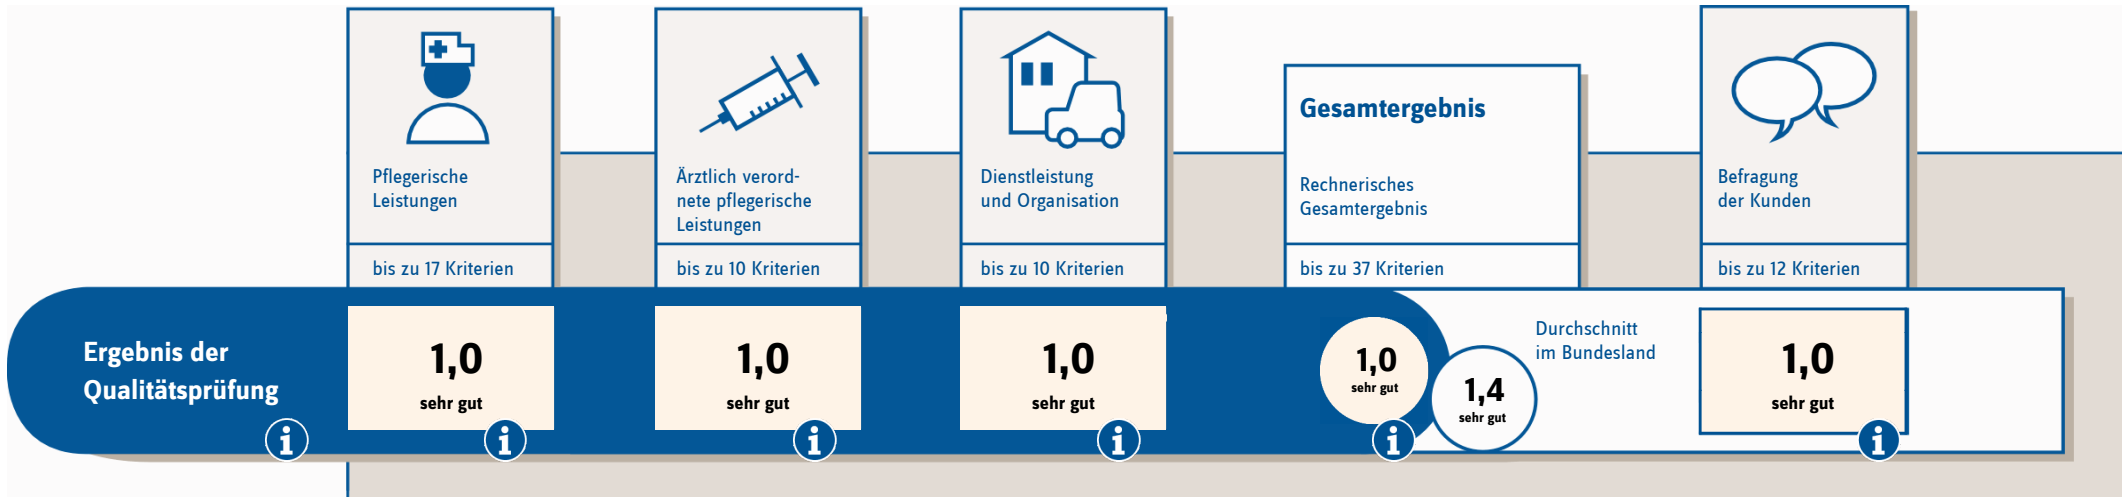 Pflegerische
Leistungen
bis zu 17 Kriterien
Ärztlich verord-
nete pflegerische
Leistungen
bis zu 10 Kriterien
Dienstleistung
und Organisation
bis zu 10 Kriterien
Gesamtergebnis
Rechnerisches
Gesamtergebnis
bis zu 37 Kriterien
Befragung
der Kunden
bis zu 12 Kriterien
Ergebnis der
Qualitätsprüfung
i
1,0
sehr gut
i
1,0
sehr gut
i
1,0
sehr gut
i
1,0
sehr gut
i
1,4
sehr gut
Durchschnitt
im Bundesland
1,0
sehr gut
i